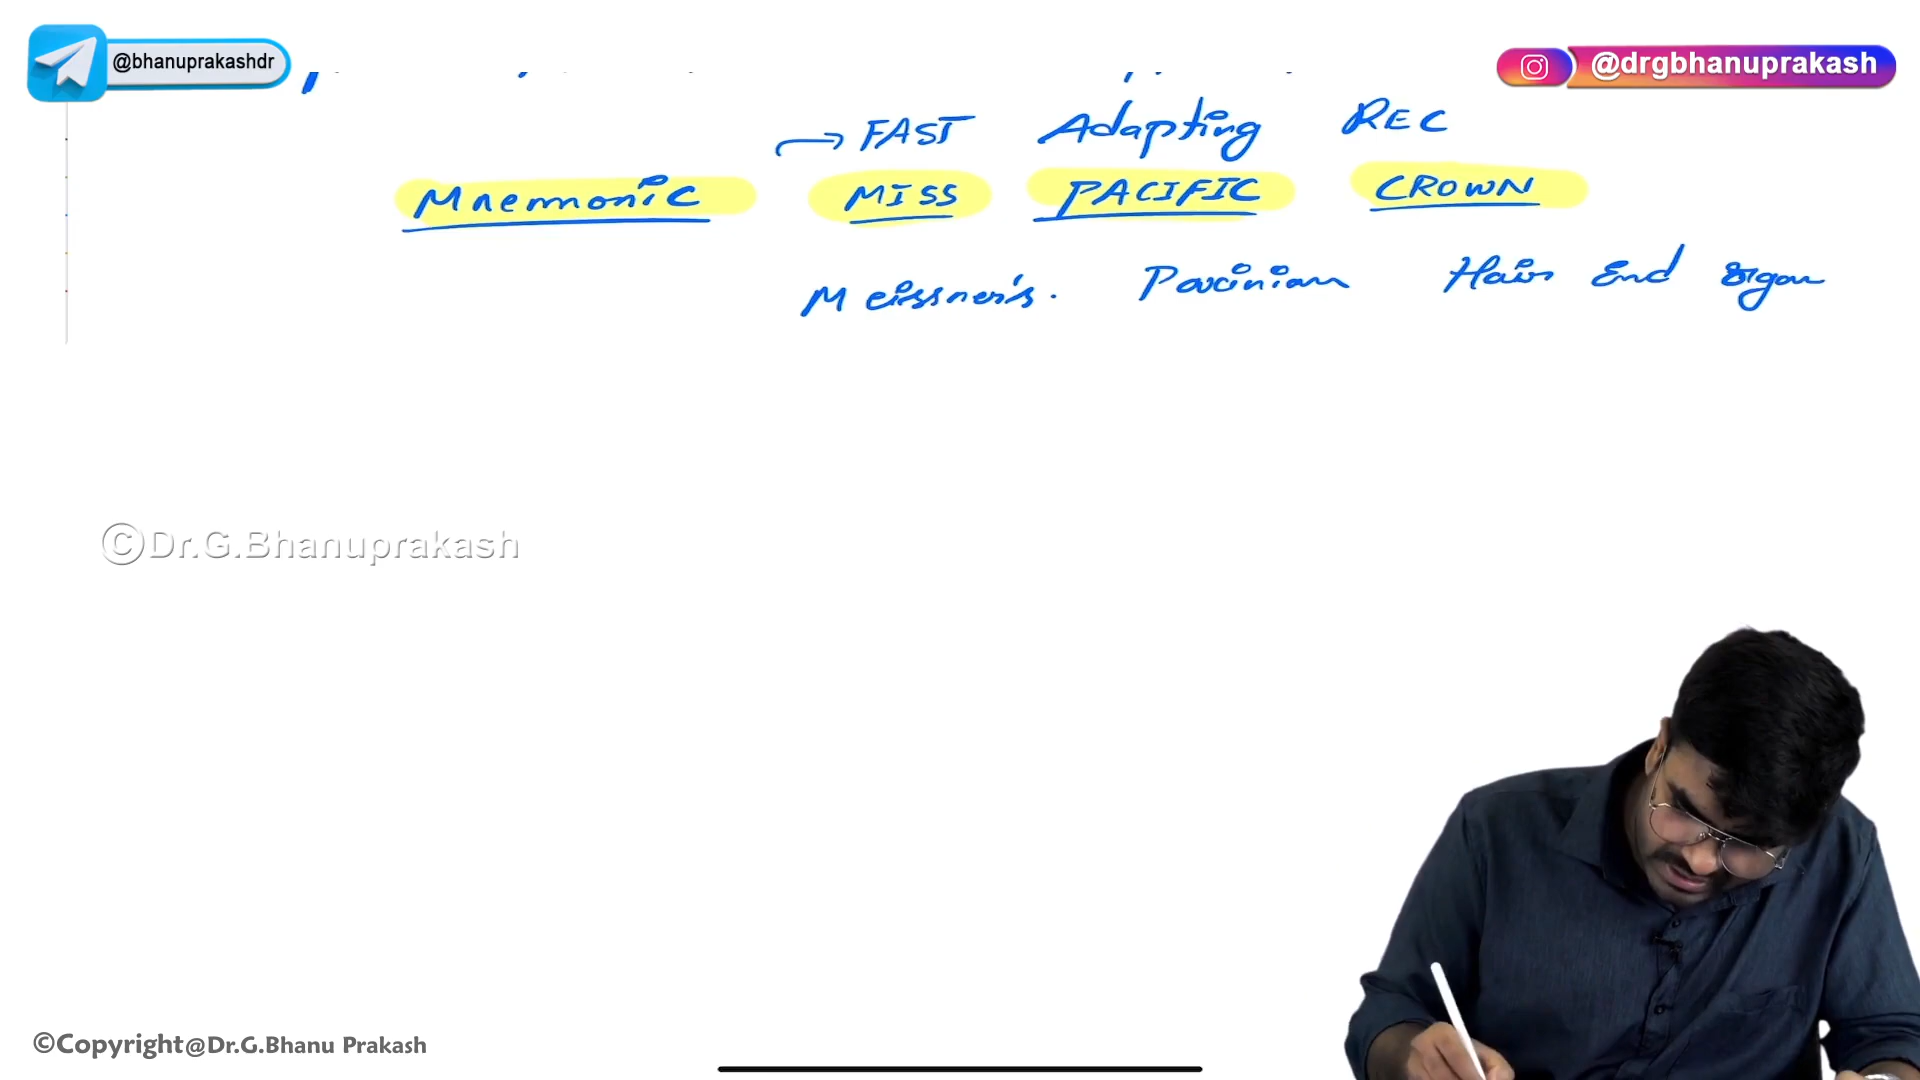 @bhanuprakashdr
@drgbhanuprakash
→ FAST Adapting REC
Mnemonic MISS PACIFIC CROWN
Meissner's. Pacinian Hair End organ
©Dr.G.Bhanuprakash
©Copyright@Dr.G.Bhanu Prakash